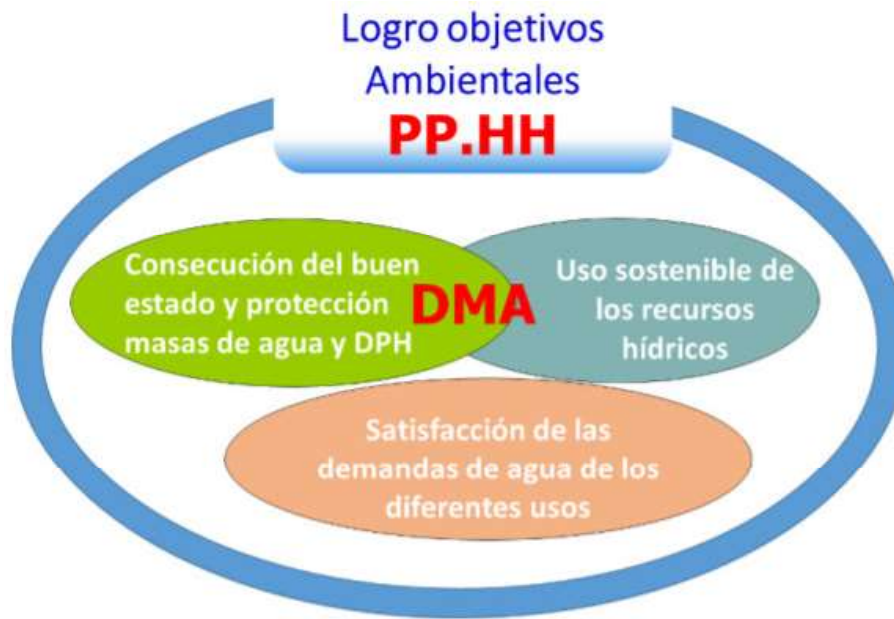 Logro objetivos
Ambientales
PP.HH
Consecución del buen
estado y protección
masas de agua y DPH
DMA
Uso sostenible de
los recursos
hídricos
Satisfacción de las
demandas de agua de los
diferentes usos